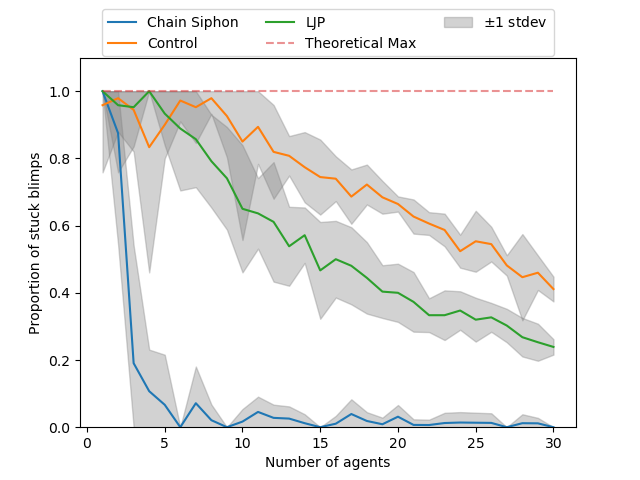 Chain Siphon
Control
LJP
Theoretical Max
±1 stdev
1.0
0.8
0.6
0.4
0.2
0.0
Proportion of stuck blimps
0 5 10 15 20 25 30
Number of agents